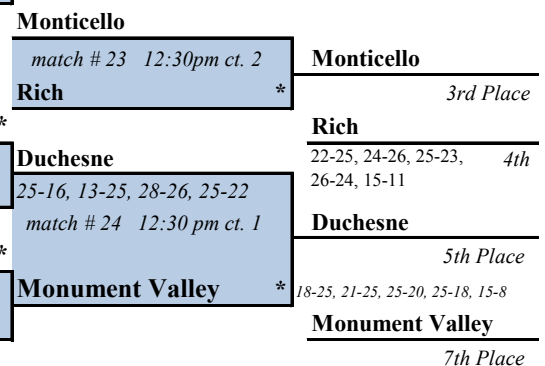 Monticello
match # 23 12:30pm ct. 2
Monticello
Rich *
3rd Place
*
Rich
22-25, 24-26, 25-23, 4th
26-24, 15-11
Duchesne
25-16, 13-25, 28-26, 25-22
match # 24 12:30 pm ct. 1
Duchesne
*
5th Place
Monument Valley *
18-25, 21-25, 25-20, 25-18, 15-8
Monument Valley
7th Place